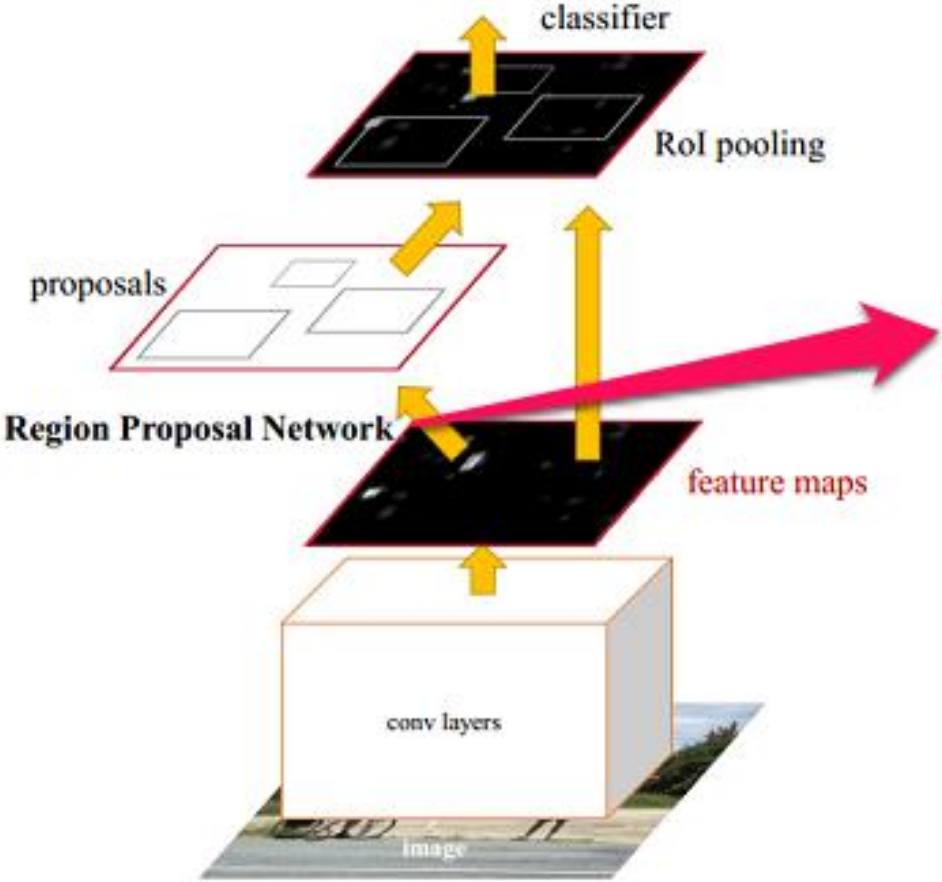 classifier
RoI pooling
proposals
Region Proposal Network
feature maps
conv layers
image